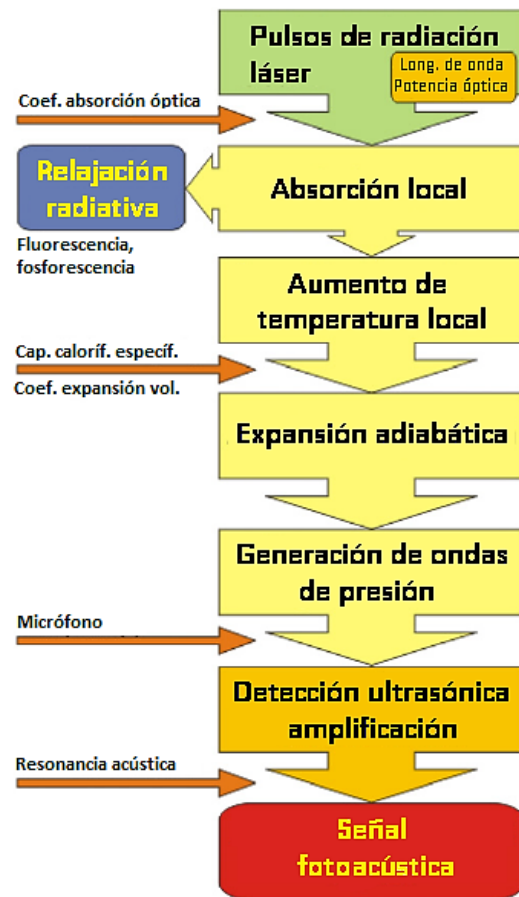 Pulsos de radiación
láser
Long. de onda
Potencia óptica
Coef. absorción óptica
Relajación
radiativa
Absorción local
Fluorescencia,
fosforescencia
Aumento de
temperatura local
Cap. caloríf. específ.
Coef. expansión vol.
Expansión adiabática
Generación de ondas
de presión
Micrófono
Detección ultrasónica
amplificación
Resonancia acústica
Señal
fotoacústica